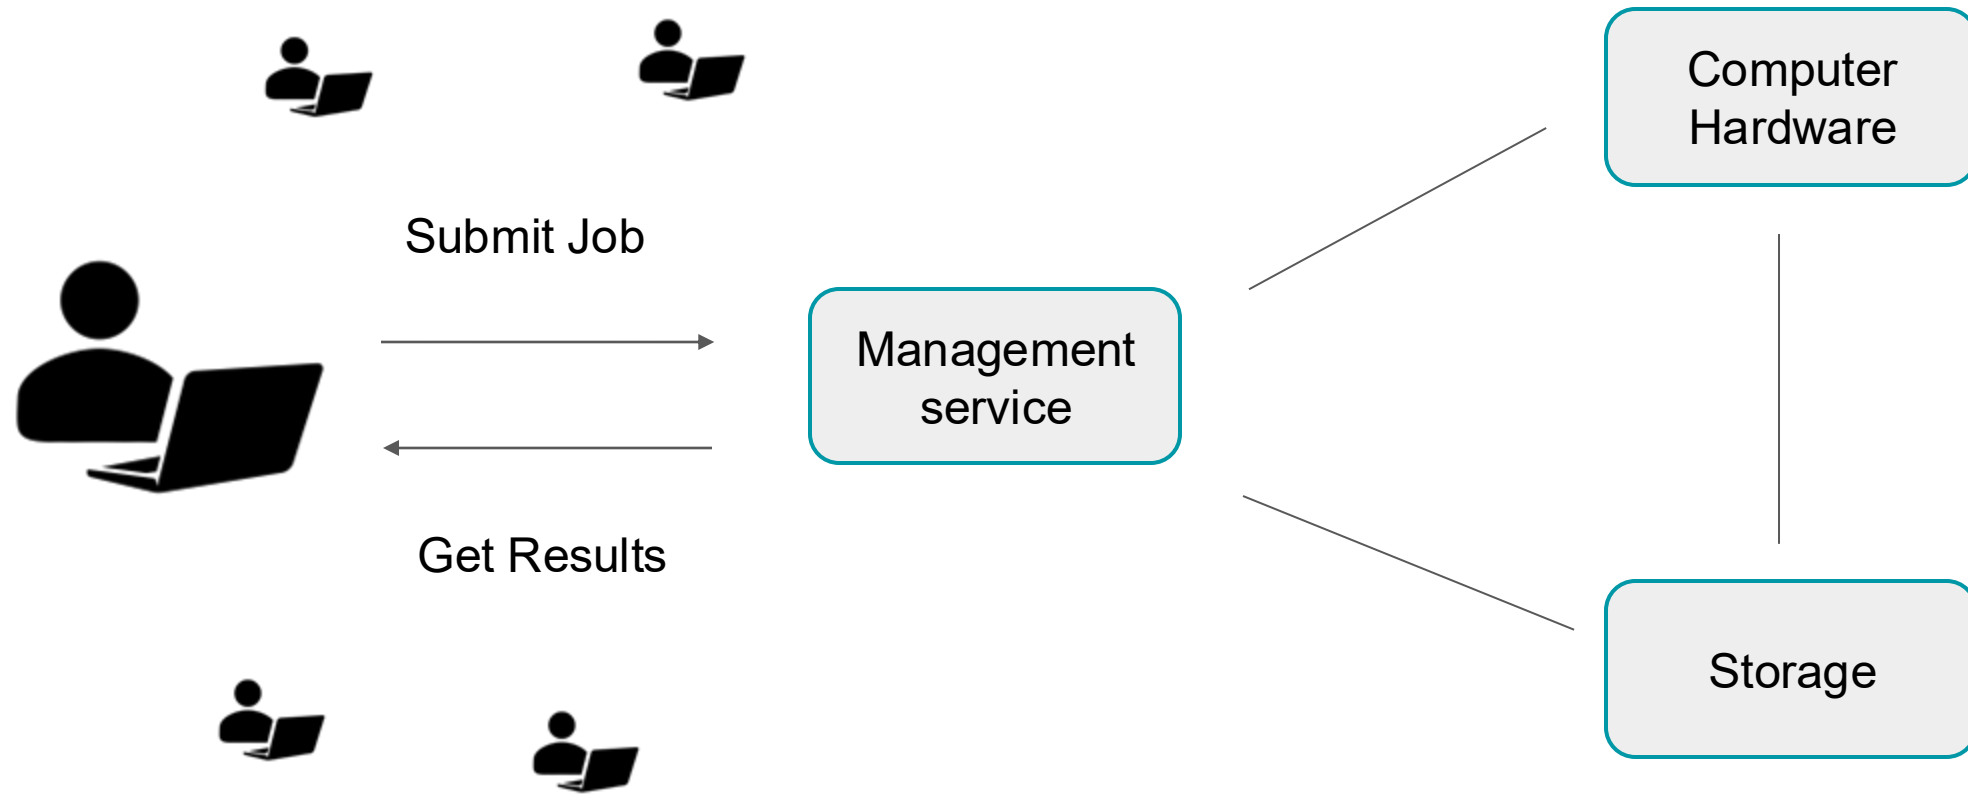 Submit Job
Get Results
Management
service
Computer
Hardware
Storage